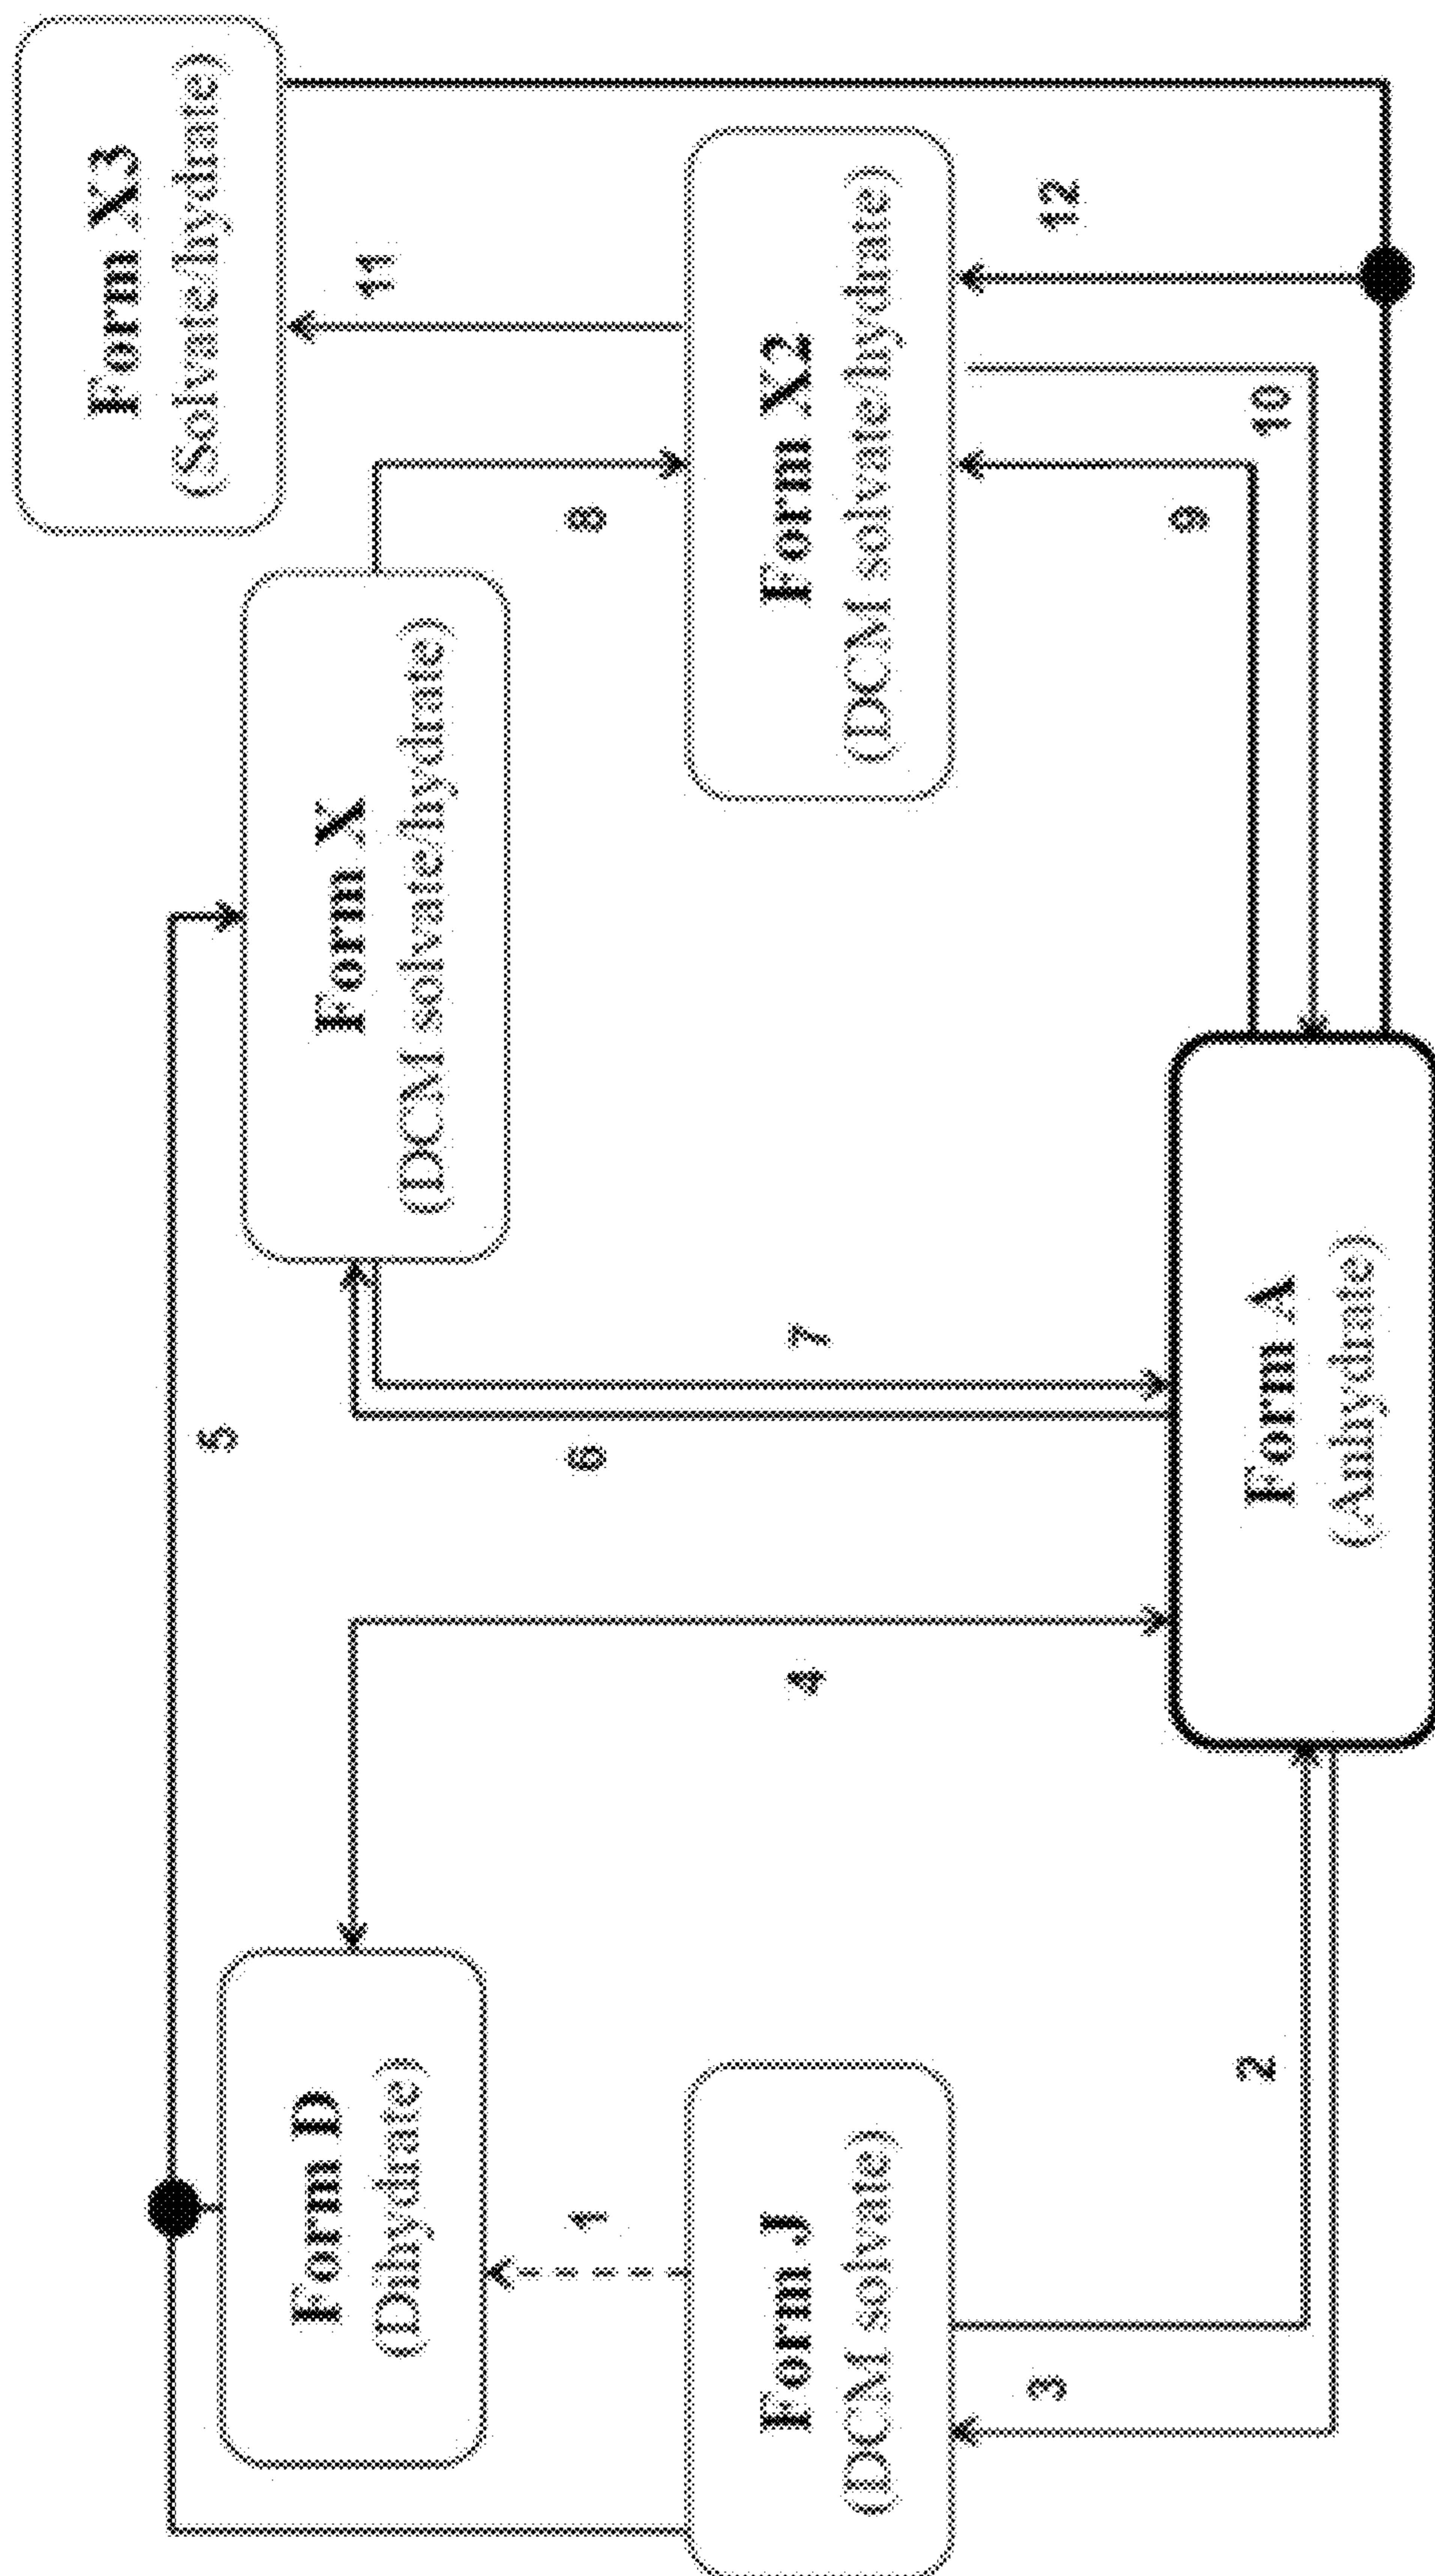 Form D
(Dihydrate)
Form J
(DCM solvate)
Form X
(DCM solvate/hydrate)
Form X2
(DCM solvate/hydrate)
Form X3
(Solvate/hydrate)
Form A
(Anhydrate)
1
2
3
4
5
6
7
8
9
10
11
12